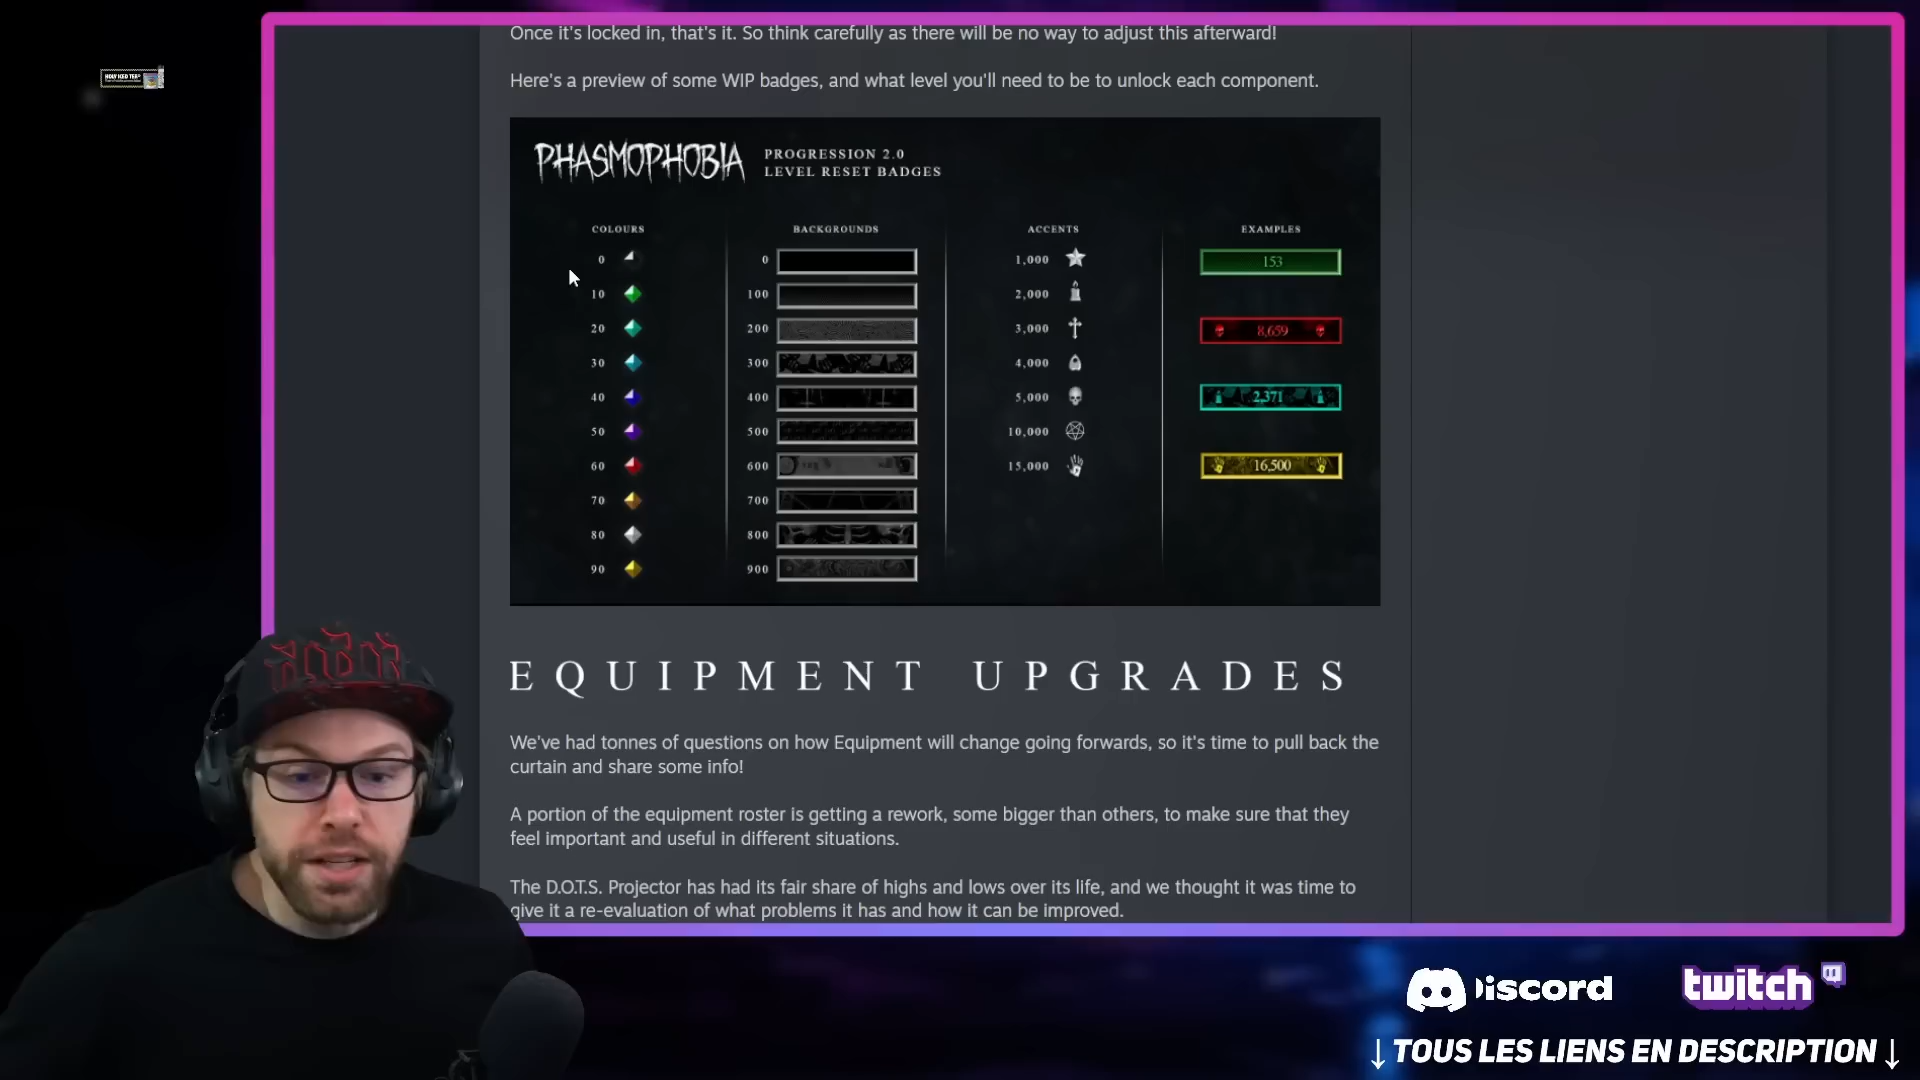 Once it's locked in, that's it. So think carefully as there will be no way to adjust this afterward!
Here's a preview of some WIP badges, and what level you'll need to be to unlock each component.
HOLY ICED TEA
PHASMOPHOBIA
PROGRESSION 2.0
LEVEL RESET BADGES
COLOURS
0
10
20
30
40
50
60
70
80
90
BACKGROUNDS
0
100
200
300
400
500
600
700
800
900
ACCENTS
1,000
2,000
3,000
4,000
5,000
10,000
15,000
EXAMPLES
153
8,659
2,371
16,500
EQUIPMENT UPGRADES
We've had tonnes of questions on how Equipment will change going forwards, so it's time to pull back the
curtain and share some info!
A portion of the equipment roster is getting a rework, some bigger than others, to make sure that they
feel important and useful in different situations.
The D.O.T.S. Projector has had its fair share of highs and lows over its life, and we thought it was time to
give it a re-evaluation of what problems it has and how it can be improved.
Discord
twitch
↓ TOUS LES LIENS EN DESCRIPTION ↓